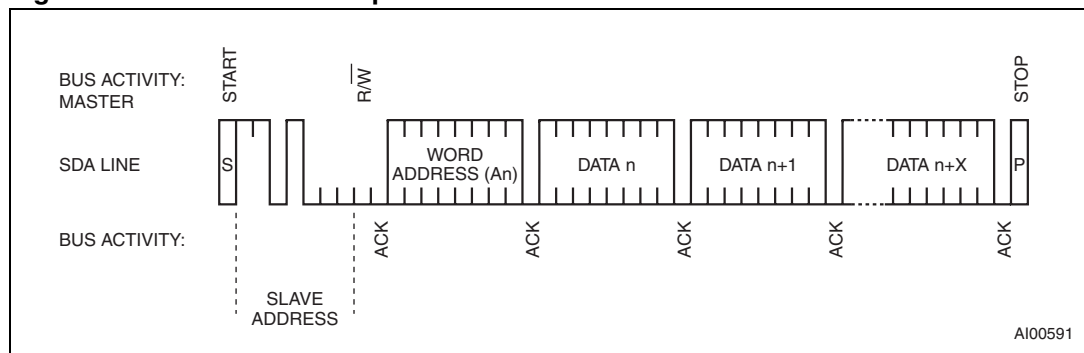 BUS ACTIVITY:
MASTER
START
R/W
STOP
SDA LINE
S
WORD
ADDRESS (An)
DATA n
DATA n+1
DATA n+X
P
BUS ACTIVITY:
ACK
ACK
ACK
ACK
ACK
SLAVE
ADDRESS
AI00591